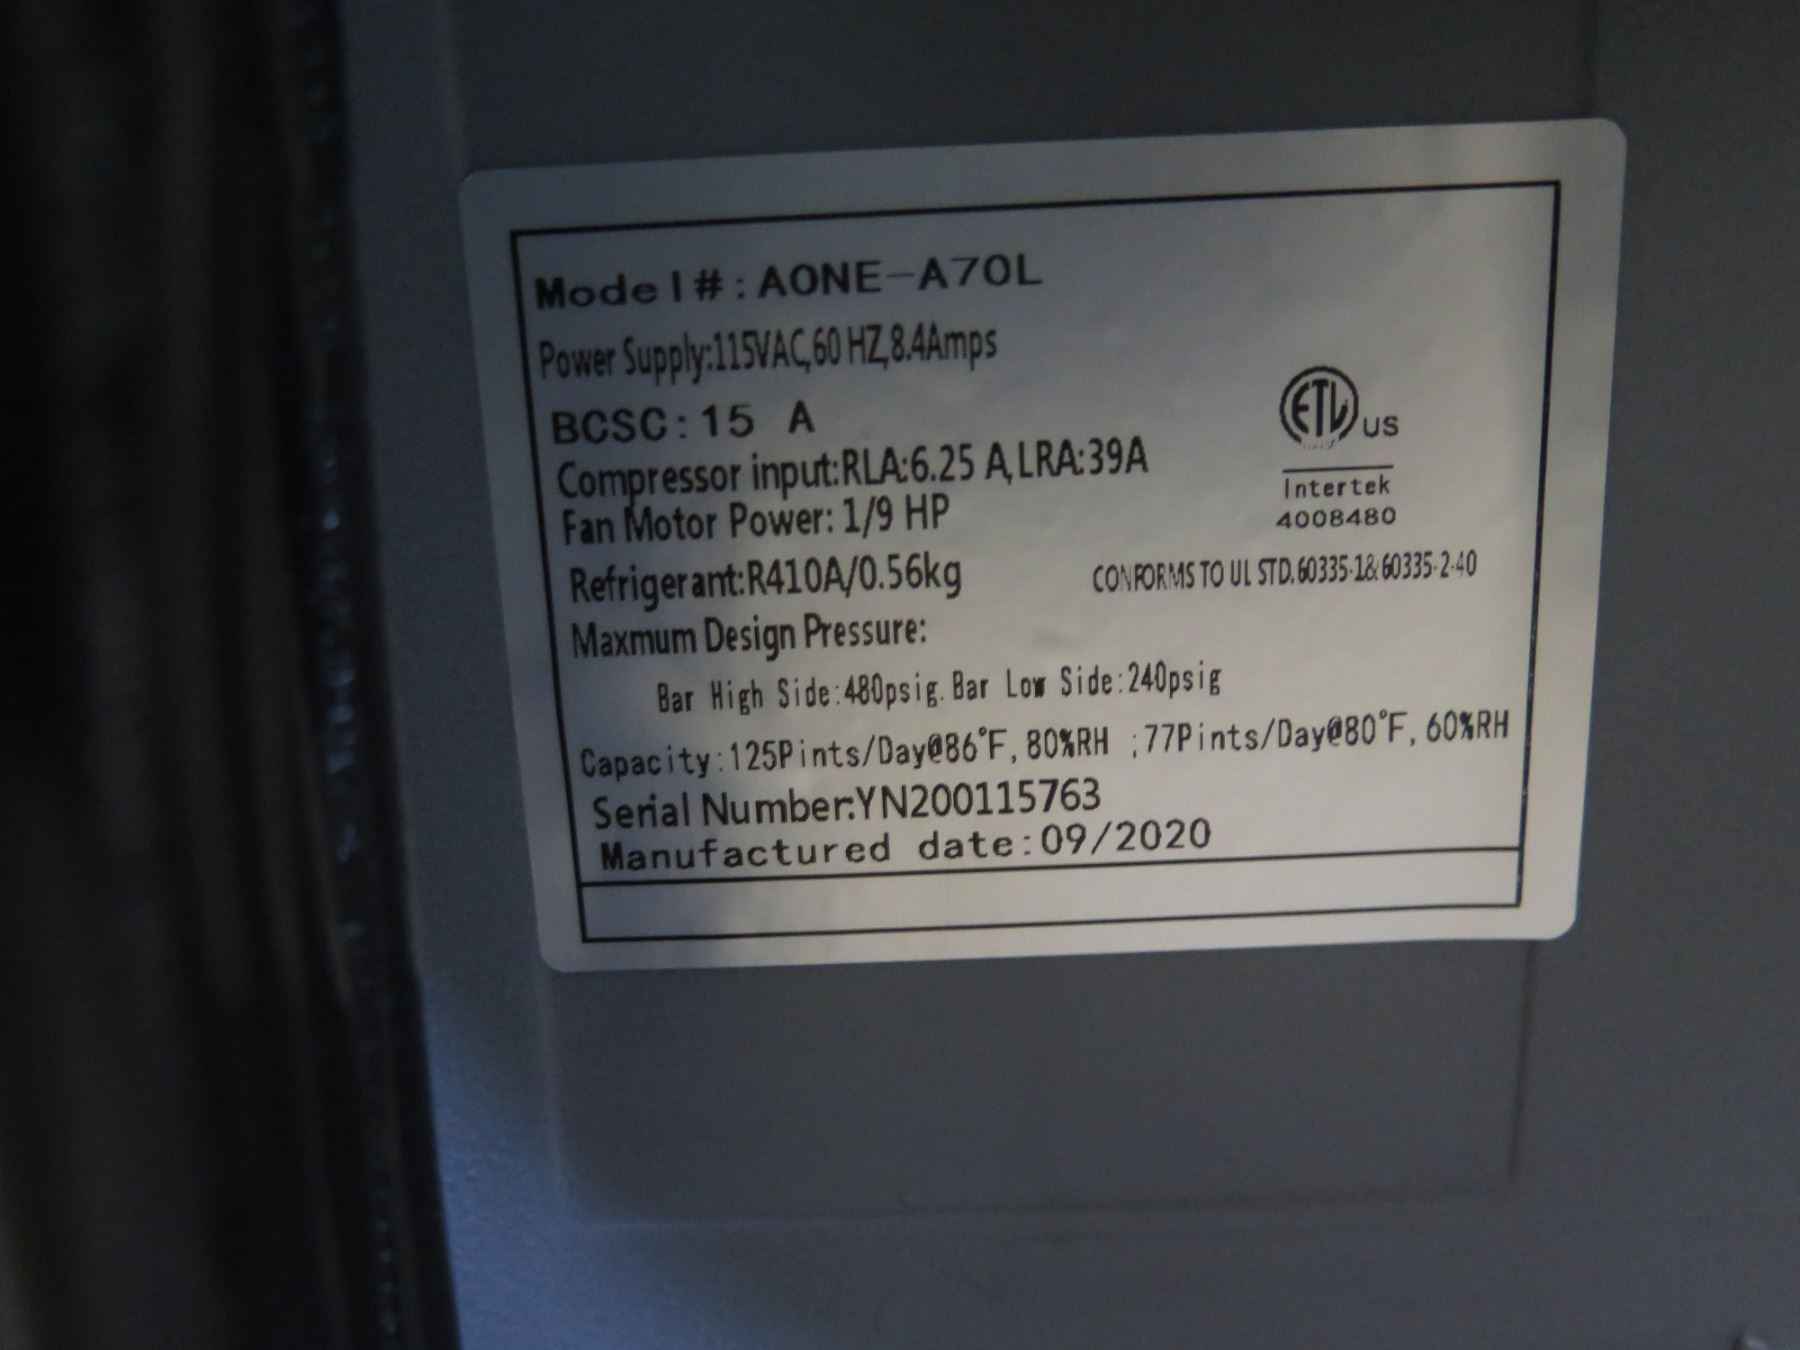 Model#:AONE-A70L
Power Supply:115VAC,60 HZ,8.4Amps
BCSC:15 A
Compressor input:RLA:6.25 A,LRA:39A
Fan Motor Power: 1/9 HP
ETL US
Intertek
4008480
Refrigerant:R410A/0.56kg
CONFORMS TO UL STD.60335-1&60335-2-40
Maxmum Design Pressure:
Bar High Side:480psig. Bar Low Side:240psig
Capacity:125Pints/Day@86°F, 80%RH ;77Pints/Day@80°F, 60%RH
Serial Number:YN200115763
Manufactured date:09/2020